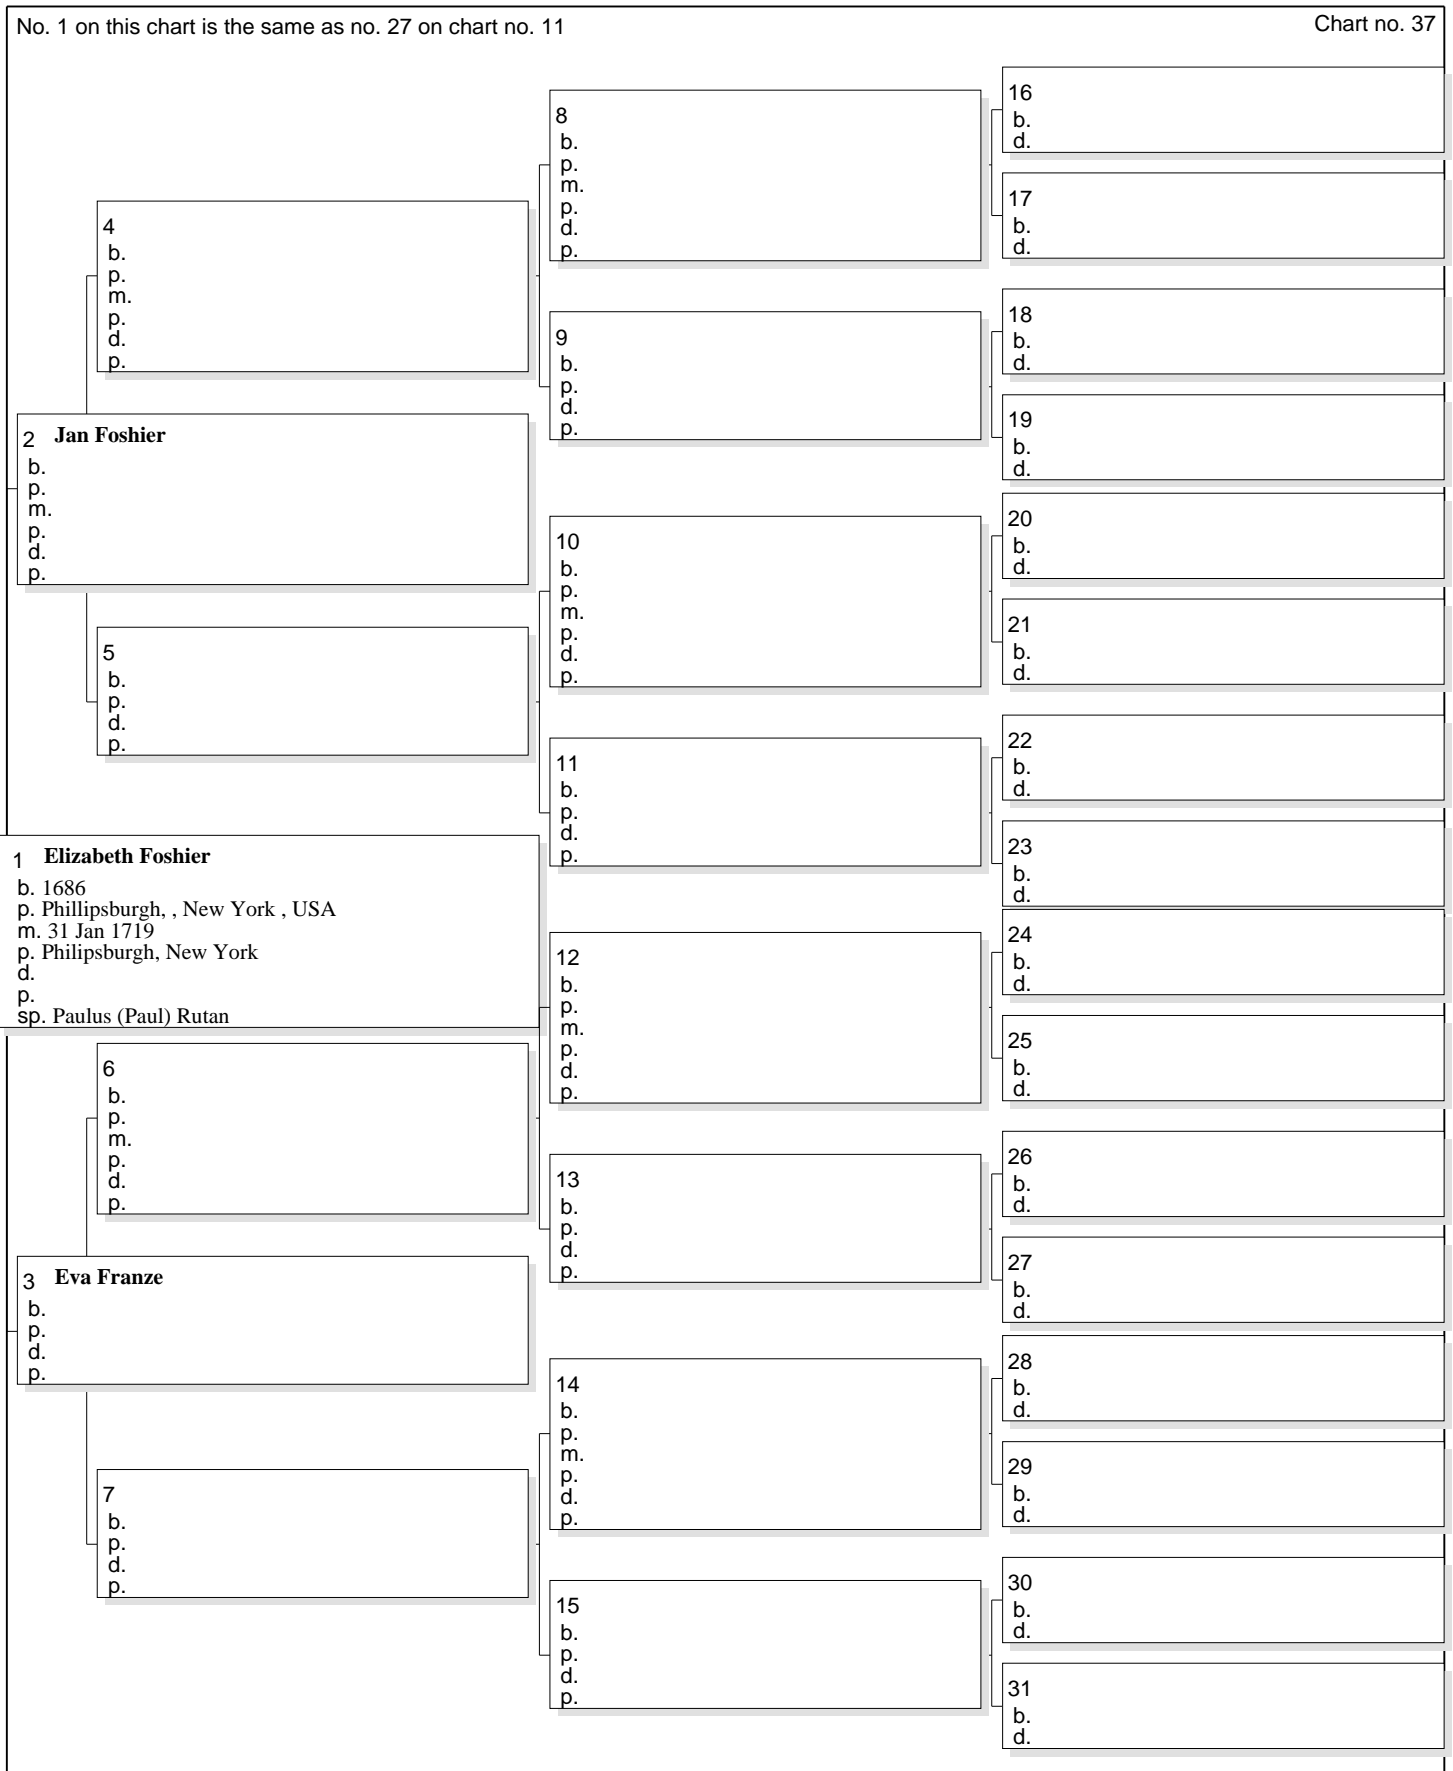 No. 1 on this chart is the same as no. 27 on chart no. 11
Chart no. 37
1 Elizabeth Foshier
b. 1686
p. Phillipsburgh, , New York , USA
m. 31 Jan 1719
p. Philipsburgh, New York
d.
p.
sp. Paulus (Paul) Rutan
2 Jan Foshier
b.
p.
m.
p.
d.
p.
3 Eva Franze
b.
p.
d.
p.
4
b.
p.
m.
p.
d.
p.
5
b.
p.
d.
p.
6
b.
p.
m.
p.
d.
p.
7
b.
p.
d.
p.
8
b.
p.
m.
p.
d.
p.
9
b.
p.
d.
p.
10
b.
p.
m.
p.
d.
p.
11
b.
p.
d.
p.
12
b.
p.
m.
p.
d.
p.
13
b.
p.
d.
p.
14
b.
p.
m.
p.
d.
p.
15
b.
p.
d.
p.
16
b.
d.
17
b.
d.
18
b.
d.
19
b.
d.
20
b.
d.
21
b.
d.
22
b.
d.
23
b.
d.
24
b.
d.
25
b.
d.
26
b.
d.
27
b.
d.
28
b.
d.
29
b.
d.
30
b.
d.
31
b.
d.